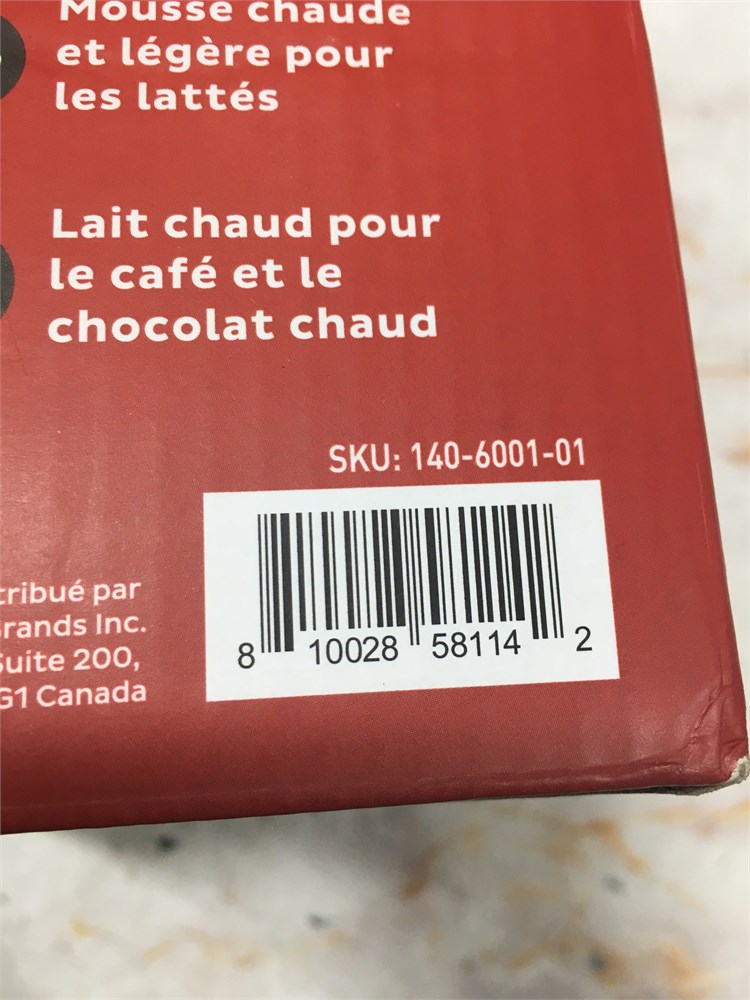 Mousse chaude
et légère pour
les lattés
Lait chaud pour
le café et le
chocolat chaud
SKU: 140-6001-01
8 10028 58114 2
tribué par
Brands Inc.
Suite 200,
G1 Canada